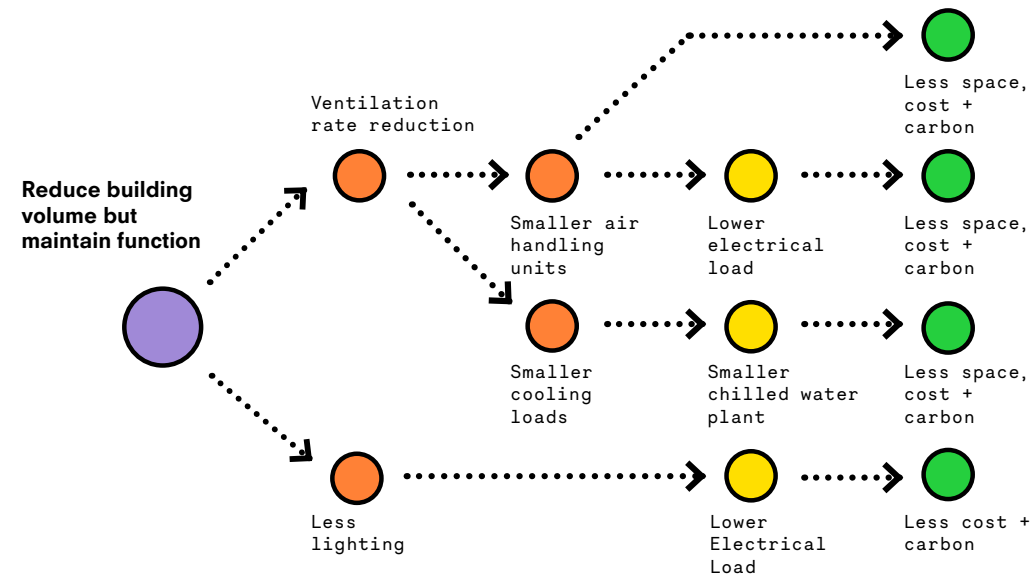 Less space,
cost +
carbon
Ventilation
rate reduction
Reduce building
volume but
maintain function
Smaller air
handling
units
Lower
electrical
load
Less space,
cost +
carbon
Smaller
cooling
loads
Smaller
chilled water
plant
Less space,
cost +
carbon
Less
lighting
Lower
Electrical
Load
Less cost +
carbon